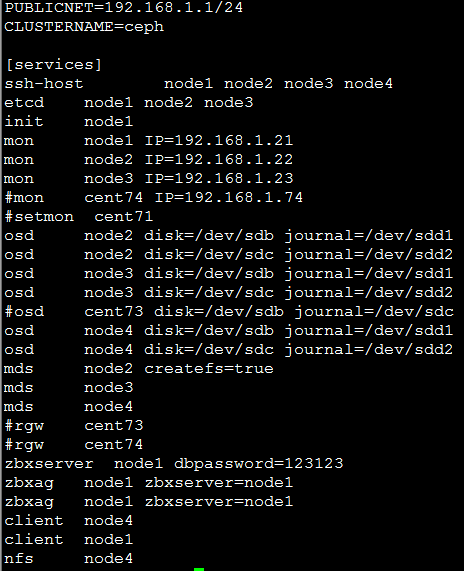 PUBLICNET=192.168.1.1/24
CLUSTERNAME=ceph

[services]
ssh-host        node1 node2 node3 node4
etcd    node1 node2 node3
init    node1
mon     node1 IP=192.168.1.21
mon     node2 IP=192.168.1.22
mon     node3 IP=192.168.1.23
#mon    cent74 IP=192.168.1.74
#setmon  cent71
osd     node2 disk=/dev/sdb journal=/dev/sdd1
osd     node2 disk=/dev/sdc journal=/dev/sdd2
osd     node3 disk=/dev/sdb journal=/dev/sdd1
osd     node3 disk=/dev/sdc journal=/dev/sdd2
#osd    cent73 disk=/dev/sdb journal=/dev/sdc
osd     node4 disk=/dev/sdb journal=/dev/sdd1
osd     node4 disk=/dev/sdc journal=/dev/sdd2
mds     node2 createfs=true
mds     node3
mds     node4
#rgw    cent73
#rgw    cent74
zbxserver  node1 dbpassword=123123
zbxag   node1 zbxserver=node1
zbxag   node1 zbxserver=node1
client  node4
client  node1
nfs     node4